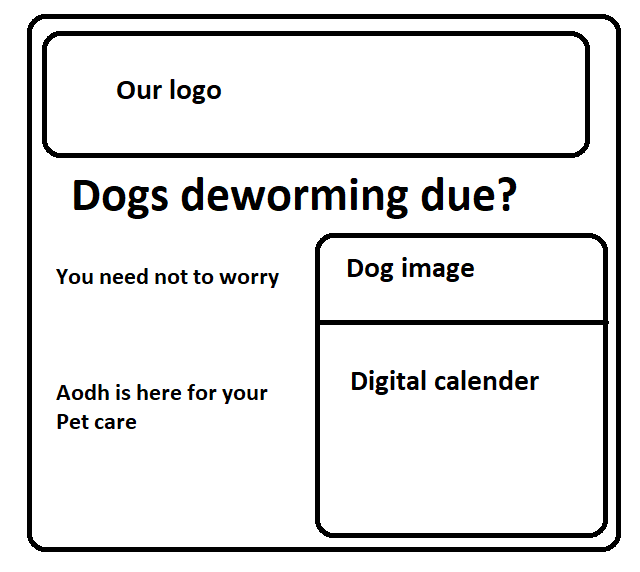 Our logo
Dogs deworming due?
You need not to worry
Dog image
Digital calender
Aodh is here for your
Pet care